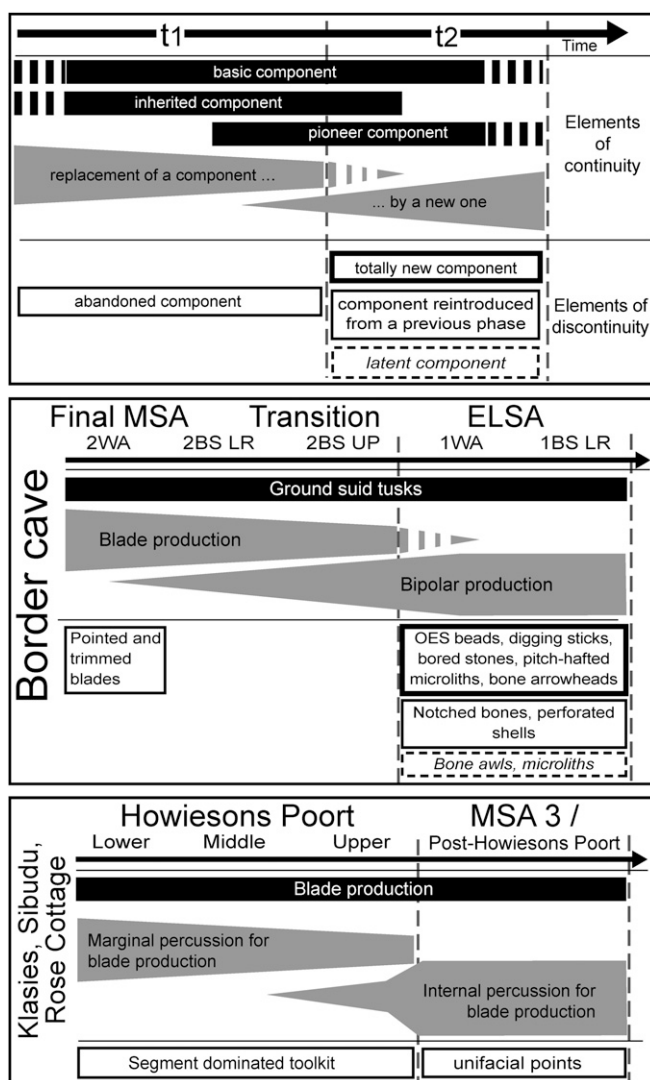 t1 t2
Time
basic component
inherited component
pioneer component
Elements
of
continuity
replacement of a component ...
... by a new one
totally new component
abandoned component
component reintroduced
from a previous phase
Elements of
discontinuity
latent component
Border cave
Final MSA Transition ELSA
2WA 2BS LR 2BS UP 1WA 1BS LR
Ground suid tusks
Blade production
Bipolar production
Pointed and
trimmed
blades
OES beads, digging sticks,
bored stones, pitch-hafted
microliths, bone arrowheads
Notched bones, perforated
shells
Bone awls, microliths
Klasies, Sibudu,
Rose Cottage
Howiesons Poort MSA 3 /
Lower Middle Upper Post-Howiesons Poort
Blade production
Marginal percussion for
blade production
Internal percussion for
blade production
Segment dominated toolkit
unifacial points